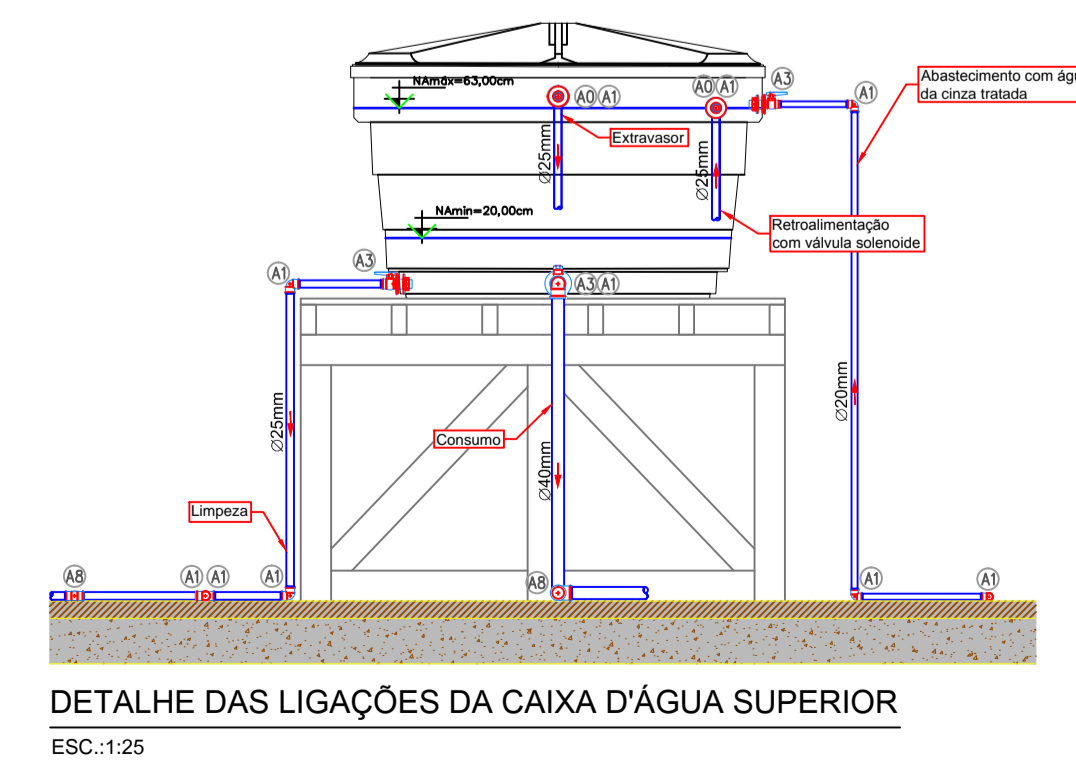 NAmáx=63,00cm
A0 A1
A0 A1
A3
A1
Abastecimento com águ
da cinza tratada
Extravasor
Ø25mm
Ø25mm
NAmin=20,00cm
Retroalimentação
com válvula solenoide
A1
A3
A3 A1
Ø25mm
Ø20mm
Consumo
Ø40mm
Limpeza
A8
A1 A1
A1
A8
A1
A1
DETALHE DAS LIGAÇÕES DA CAIXA D'ÁGUA SUPERIOR
ESC.:1:25